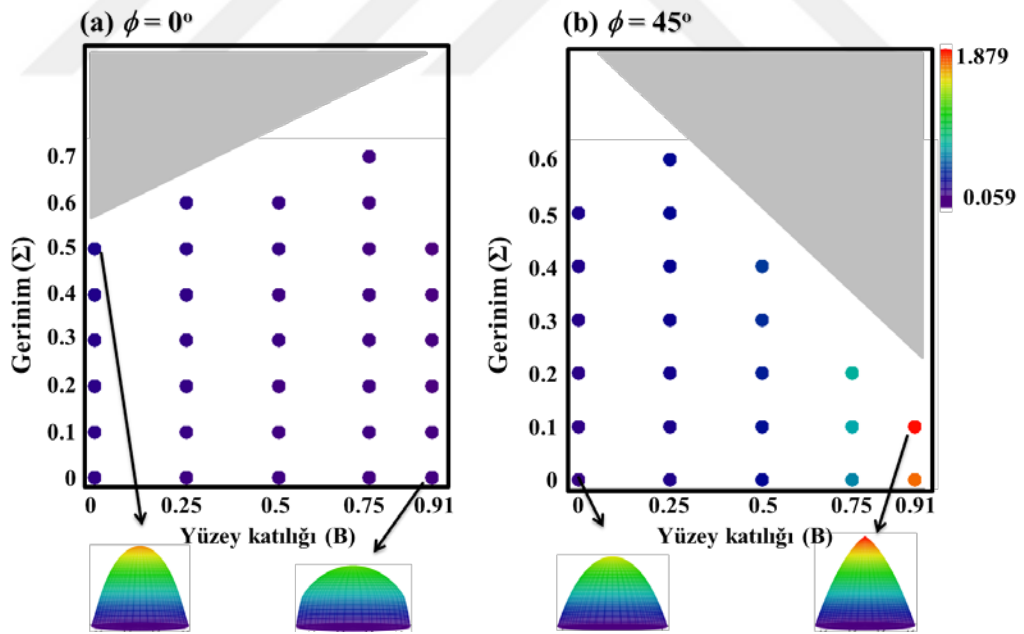 (a) ϕ = 0°
Gerinim (Σ)
0.7
0.6
0.5
0.4
0.3
0.2
0.1
0
0 0.25 0.5 0.75 0.91
Yüzey katılığı (B)
(b) ϕ = 45°
Gerinim (Σ)
0.6
0.5
0.4
0.3
0.2
0.1
0
0 0.25 0.5 0.75 0.91
Yüzey katılığı (B)
1.879
0.059